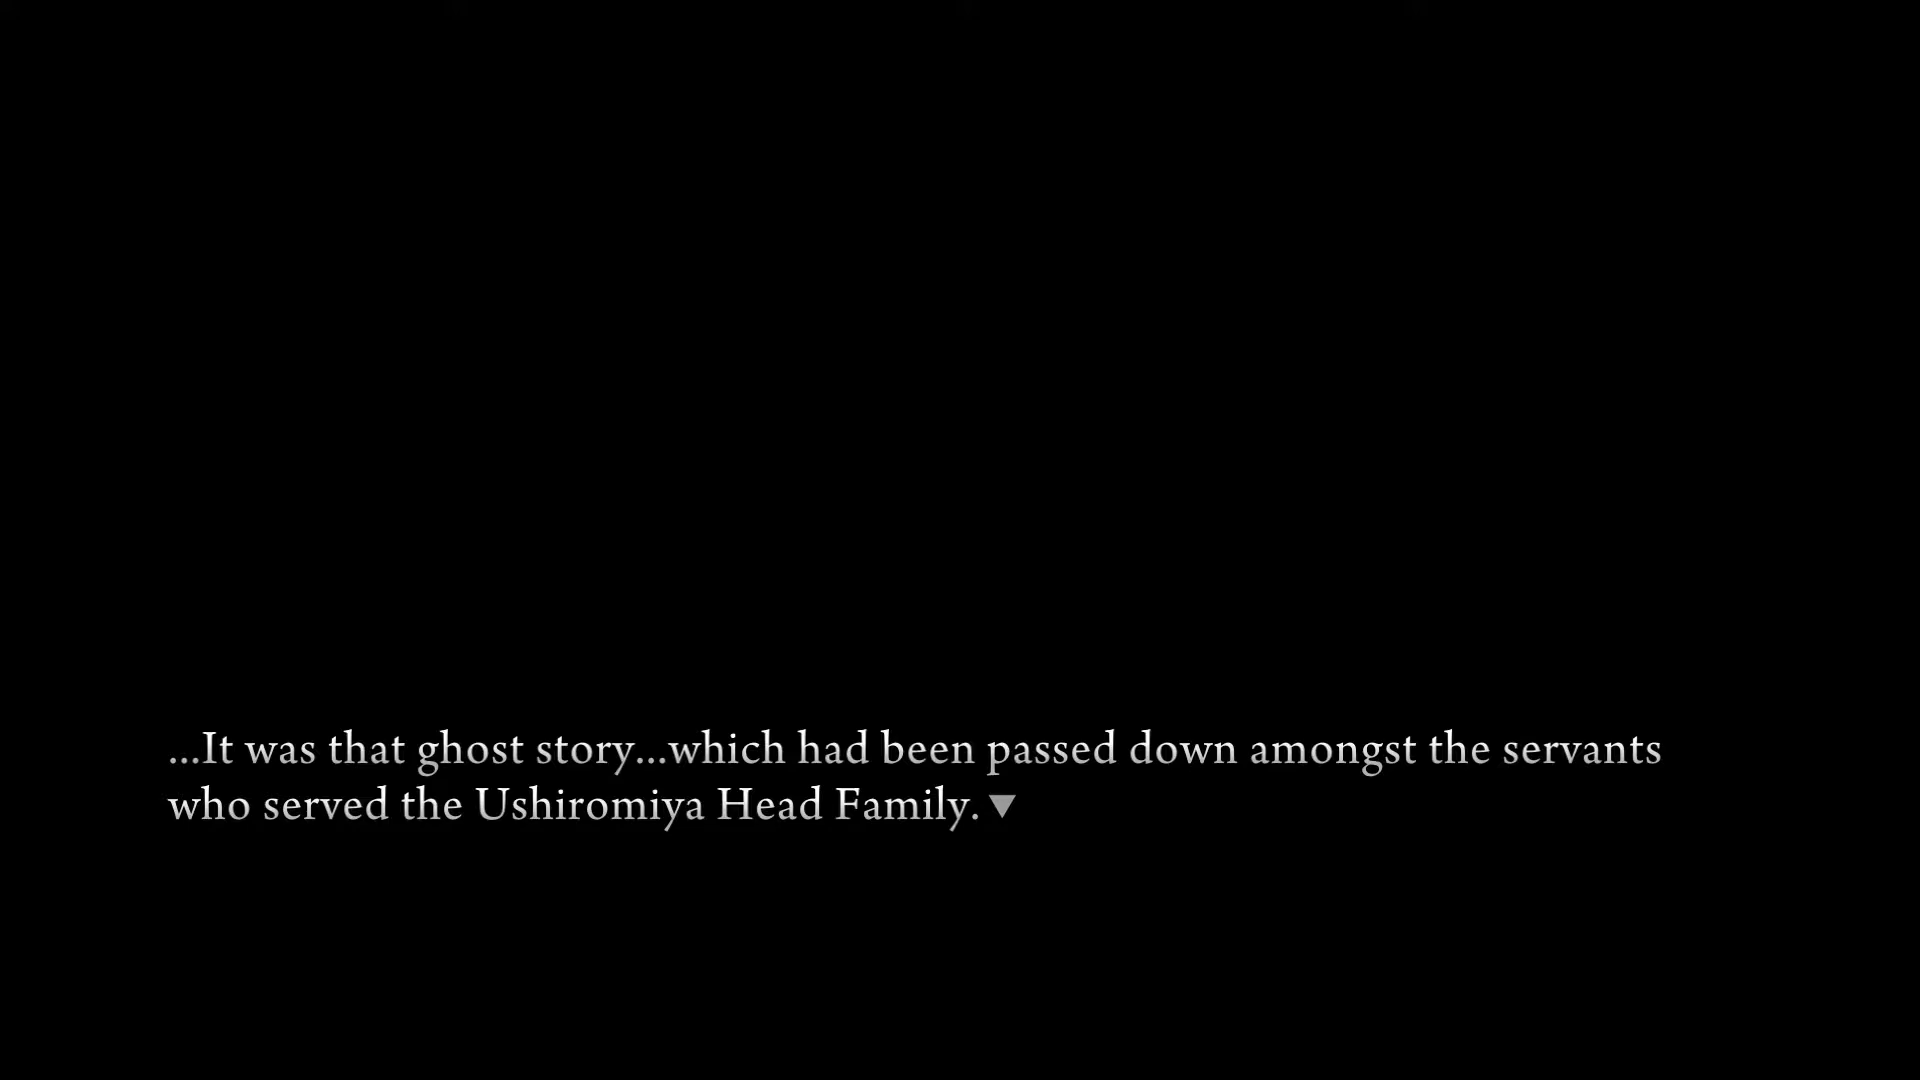 ...It was that ghost story...which had been passed down amongst the servants
who served the Ushiromiya Head Family.